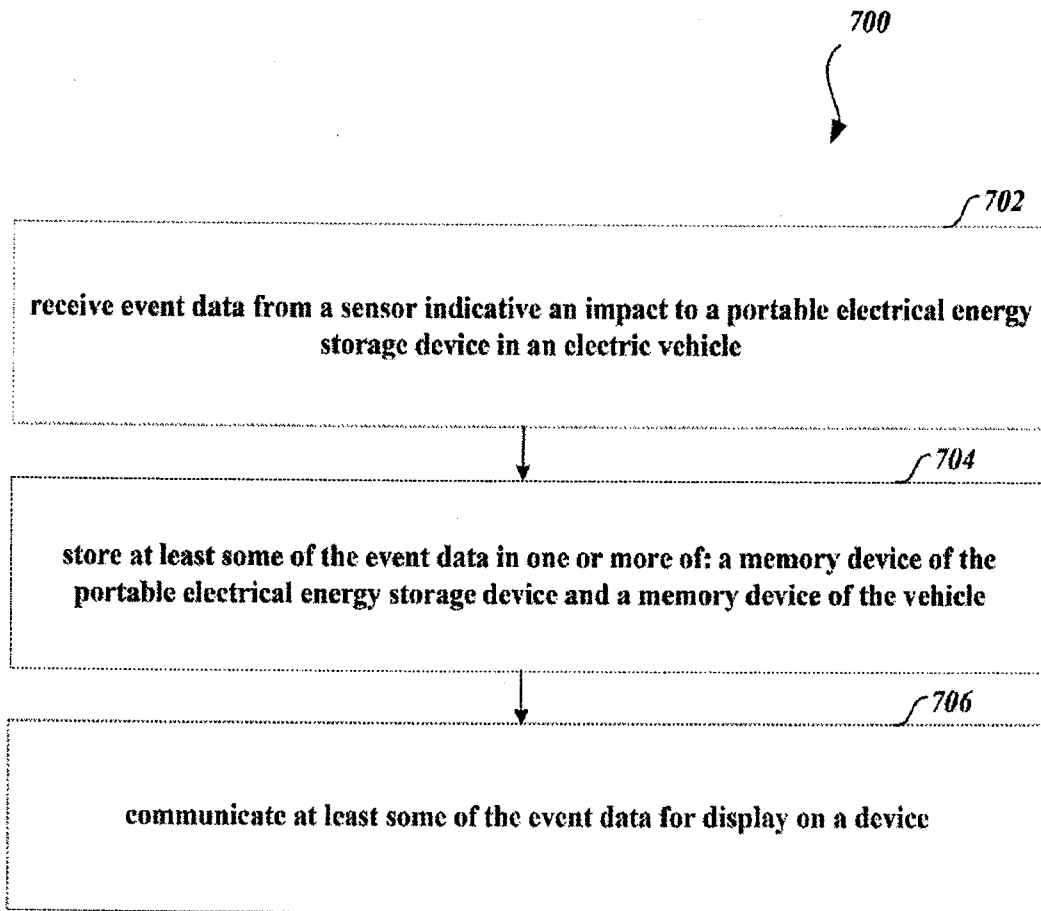 700
702
receive event data from a sensor indicative an impact to a portable electrical energy
storage device in an electric vehicle
704
store at least some of the event data in one or more of: a memory device of the
portable electrical energy storage device and a memory device of the vehicle
706
communicate at least some of the event data for display on a device